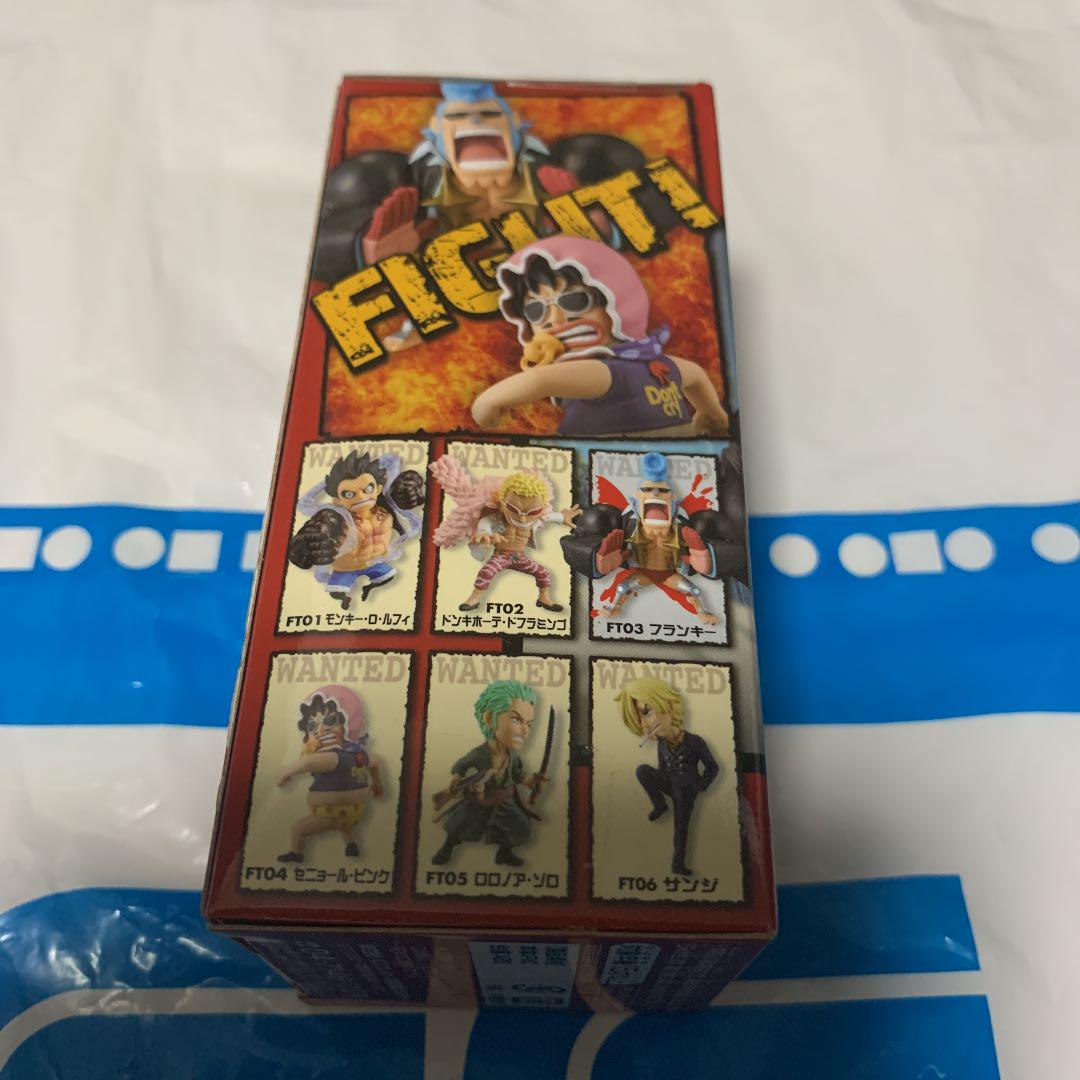 FIGHT!
Don't
cry
WANTED
WANTED
WANTED
FT01 モンキー・D・ルフィ
FT02
ドンキホーテ・ドフラミンゴ
FT03 フランキー
WANTED
WANTED
WANTED
FT04 セニョール・ピンク
FT05 ロロノア・ゾロ
FT06 サンジ